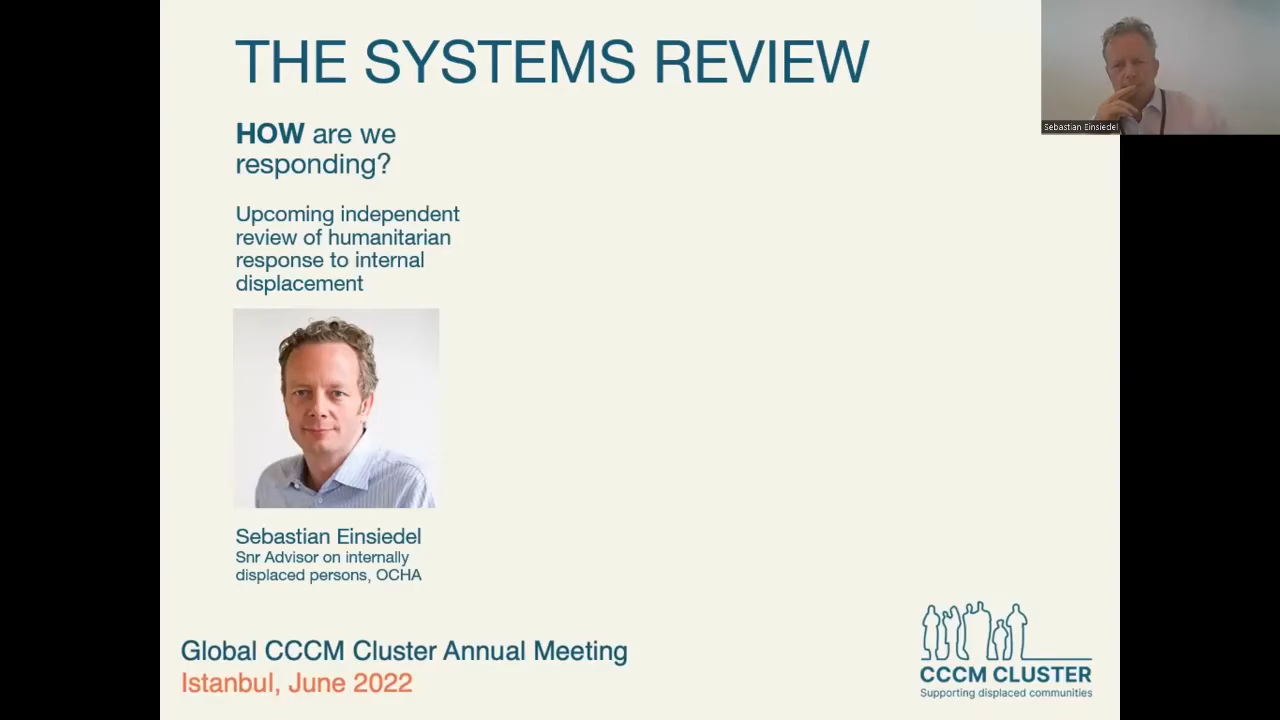 THE SYSTEMS REVIEW
Sebastian Einsiedel
HOW are we
responding?
Upcoming independent
review of humanitarian
response to internal
displacement
Sebastian Einsiedel
Snr Advisor on internally
displaced persons, OCHA
Global CCCM Cluster Annual Meeting
Istanbul, June 2022
CCCM CLUSTER
Supporting displaced communities